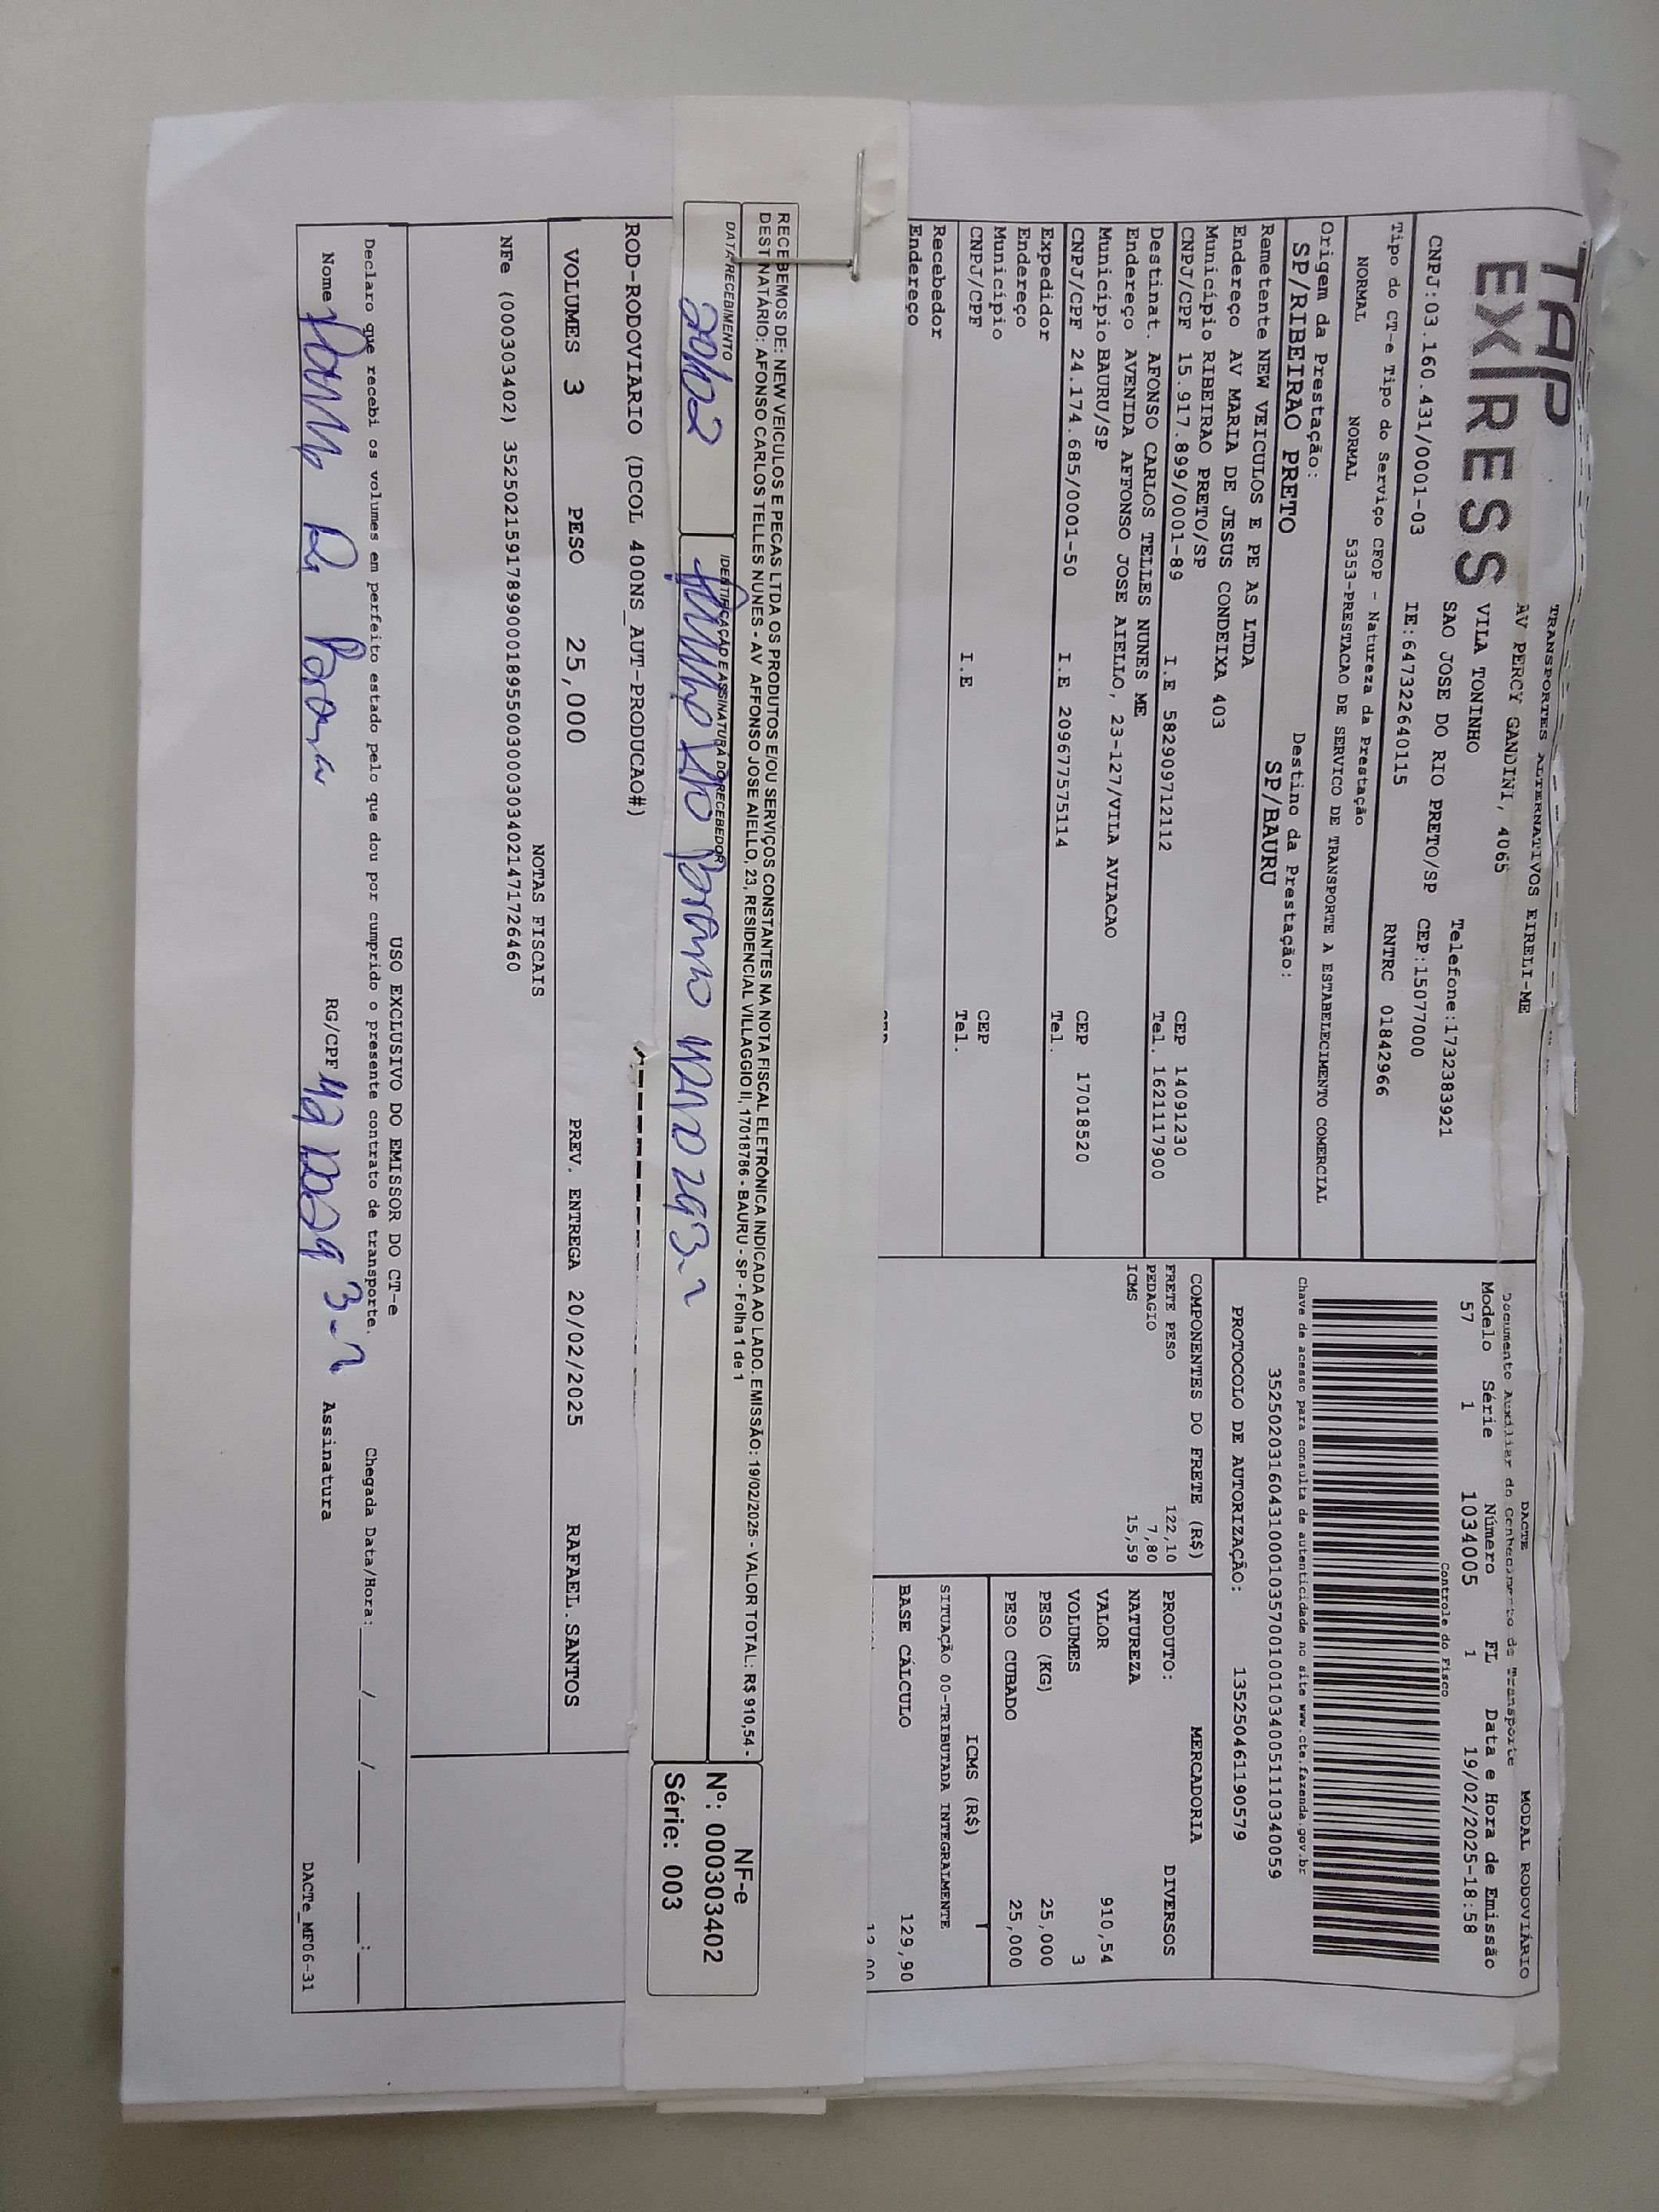 TAP
EXPRESS
TRANSPORTES ALTERNATIVOS EIRELI-ME
AV PERCY GANDINI, 4065
VILA TONINHO
SAO JOSE DO RIO PRETO/SP
Telefone:1732383921
CEP:15077000
CNPJ:03.160.431/0001-03
IE:647322640115
RNTRC 01842966
Tipo do CT-e Tipo do Serviço CFOP - Natureza da Prestação
NORMAL NORMAL 5353-PRESTACAO DE SERVICO DE TRANSPORTE A ESTABELECIMENTO COMERCIAL
Origem da Prestação: Destino da Prestação:
SP/RIBEIRAO PRETO SP/BAURU
Remetente NEW VEICULOS E PE AS LTDA
Endereço AV MARIA DE JESUS CONDEIXA 403
Município RIBEIRAO PRETO/SP CEP 14091230
CNPJ/CPF 15.917.899/0001-89 I.E 582909712112 Tel. 1621117900
Destinat. AFONSO CARLOS TELLES NUNES ME
Endereço AVENIDA AFFONSO JOSE AIELLO, 23-127/VILA AVIACAO
Município BAURU/SP CEP 17018520
CNPJ/CPF 24.174.685/0001-50 I.E 209677575114 Tel.
Expedidor
Endereço
Município CEP
CNPJ/CPF I.E Tel.
Recebedor
Endereço
DACTE MODAL RODOVIÁRIO
Documento Auxiliar do Conhecimento de Transporte
Modelo Série Número FL Data e Hora de Emissão
57 1 1034005 1 19/02/2025-18:58
Controle do Fisco
Chave de acesso para consulta de autenticidade no site www.cte.fazenda.gov.br
35250203160431000103570010010340051110340059
PROTOCOLO DE AUTORIZAÇÃO: 135250461190579
COMPONENTES DO FRETE (R$)
FRETE PESO 122,10
PEDAGIO 7,80
ICMS 15,59
MERCADORIA
PRODUTO: DIVERSOS
NATUREZA
VALOR 910,54
VOLUMES 3
PESO (KG) 25,000
PESO CUBADO 25,000
ICMS (R$)
SITUAÇÃO 00-TRIBUTADA INTEGRALMENTE
BASE CÁLCULO 129,90
RECEBEMOS DE: NEW VEICULOS E PECAS LTDA OS PRODUTOS E/OU SERVIÇOS CONSTANTES NA NOTA FISCAL ELETRÔNICA INDICADA AO LADO. EMISSÃO: 19/02/2025 - VALOR TOTAL: R$ 910,54 -
DESTINATÁRIO: AFONSO CARLOS TELLES NUNES - AV AFFONSO JOSE AIELLO, 23, RESIDENCIAL VILLAGGIO II, 17018786 - BAURU - SP - Folha 1 de 1
DATA RECEBIMENTO IDENTIFICAÇÃO E ASSINATURA DO RECEBEDOR
NF-e
Nº: 000303402
Série: 003
ROD-RODOVIARIO (DCOL 400NS_AUT-PRODUCAO#)
VOLUMES 3 PESO 25,000 PREV. ENTREGA 20/02/2025 RAFAEL.SANTOS
NOTAS FISCAIS
NFe (000303402) 35250215917899000189550030003034021471726460
USO EXCLUSIVO DO EMISSOR DO CT-e
Declaro que recebi os volumes em perfeito estado pelo que dou por cumprido o presente contrato de transporte. Chegada Data/Hora:____/____/____ ____:____
Nome RG/CPF Assinatura
DACTe_MF06-31